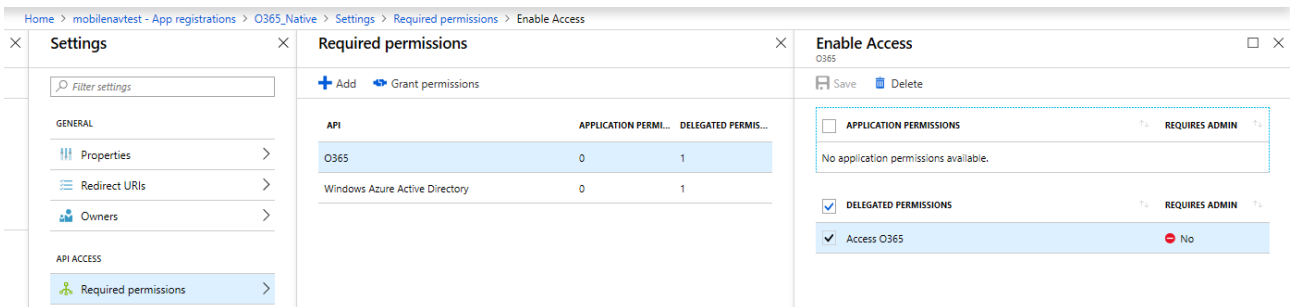 Home > mobilenavtest - App registrations > O365_Native > Settings > Required permissions > Enable Access
Settings
Filter settings
GENERAL
Properties
Redirect URIs
Owners
API ACCESS
Required permissions
Required permissions
Add Grant permissions
API APPLICATION PERMI... DELEGATED PERMIS...
O365 0 1
Windows Azure Active Directory 0 1
Enable Access
O365
Save Delete
APPLICATION PERMISSIONS REQUIRES ADMIN
No application permissions available.
DELEGATED PERMISSIONS REQUIRES ADMIN
Access O365 No